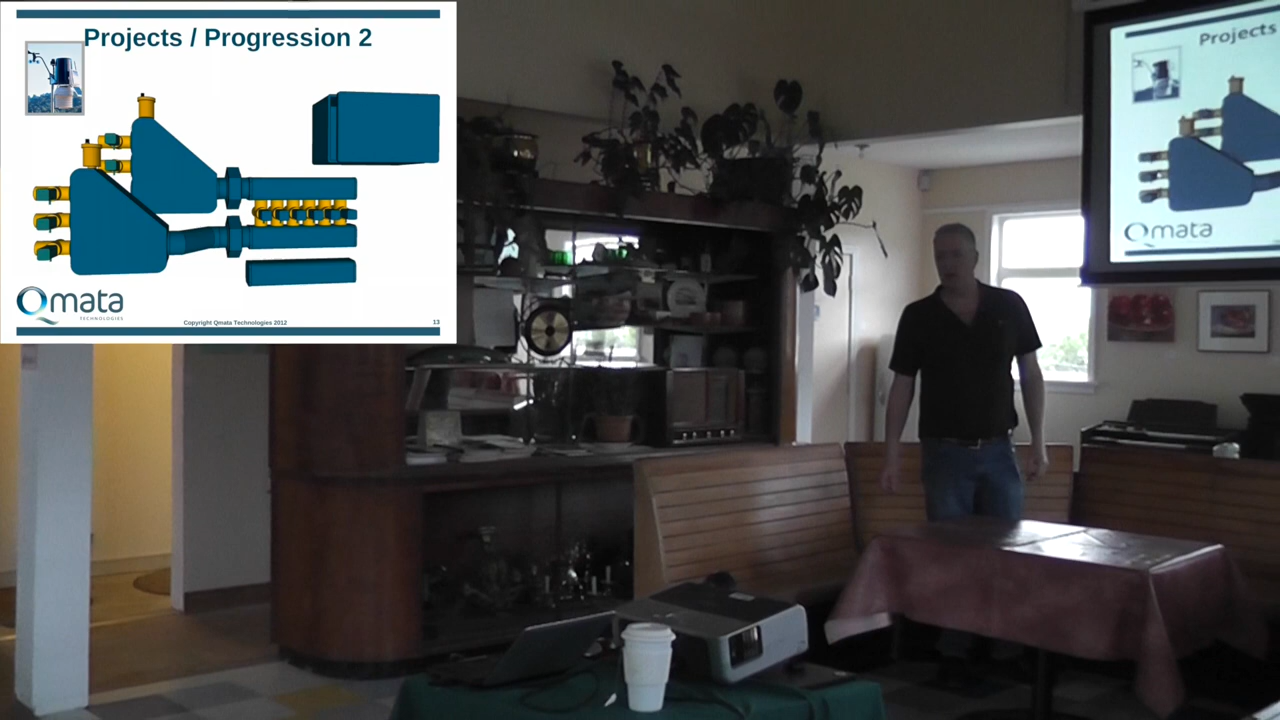 Projects / Progression 2
Qmata
TECHNOLOGIES
Copyright Qmata Technologies 2012
13
Projects
Qmata